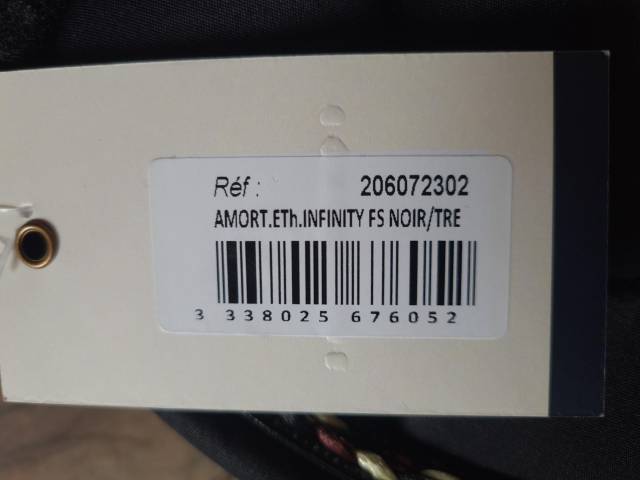 Réf : 206072302
AMORT.ETh.INFINITY FS NOIR/TRE
3 338025 676052